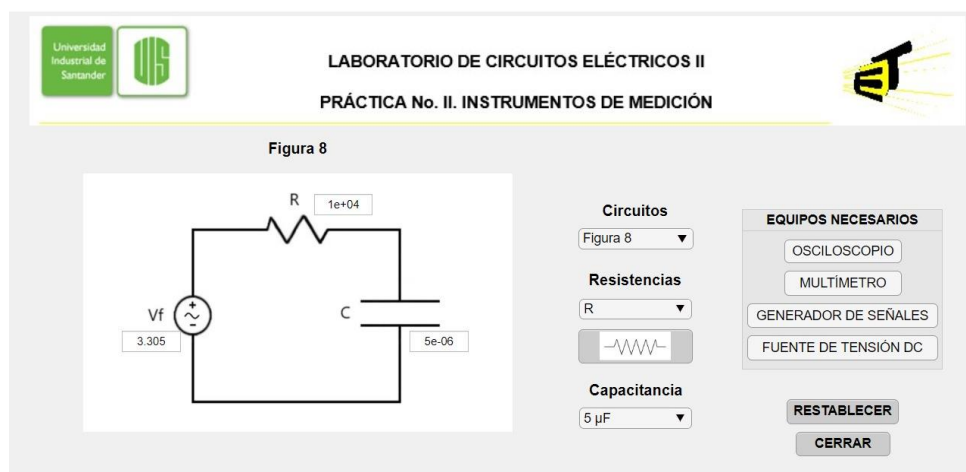 Universidad
Industrial de
Santander
UIS
LABORATORIO DE CIRCUITOS ELÉCTRICOS II
PRÁCTICA No. II. INSTRUMENTOS DE MEDICIÓN
Figura 8
R
1e+04
Vf
3.305
C
5e-06
Circuitos
Figura 8
Resistencias
R
Capacitancia
5 µF
EQUIPOS NECESARIOS
OSCILOSCOPIO
MULTÍMETRO
GENERADOR DE SEÑALES
FUENTE DE TENSIÓN DC
RESTABLECER
CERRAR